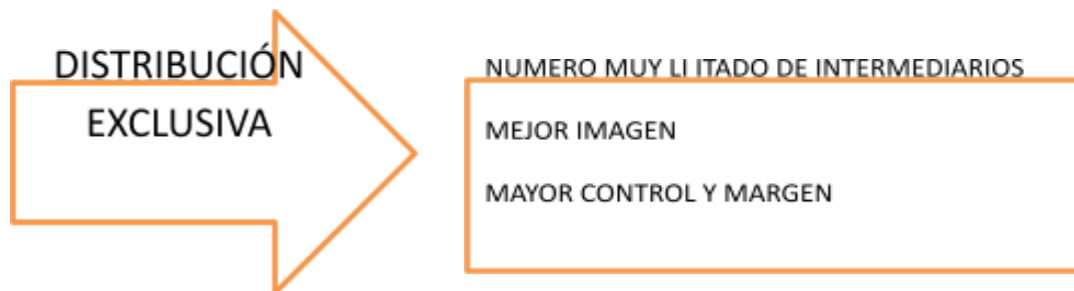 DISTRIBUCIÓN
EXCLUSIVA
NUMERO MUY LI ITADO DE INTERMEDIARIOS
MEJOR IMAGEN
MAYOR CONTROL Y MARGEN